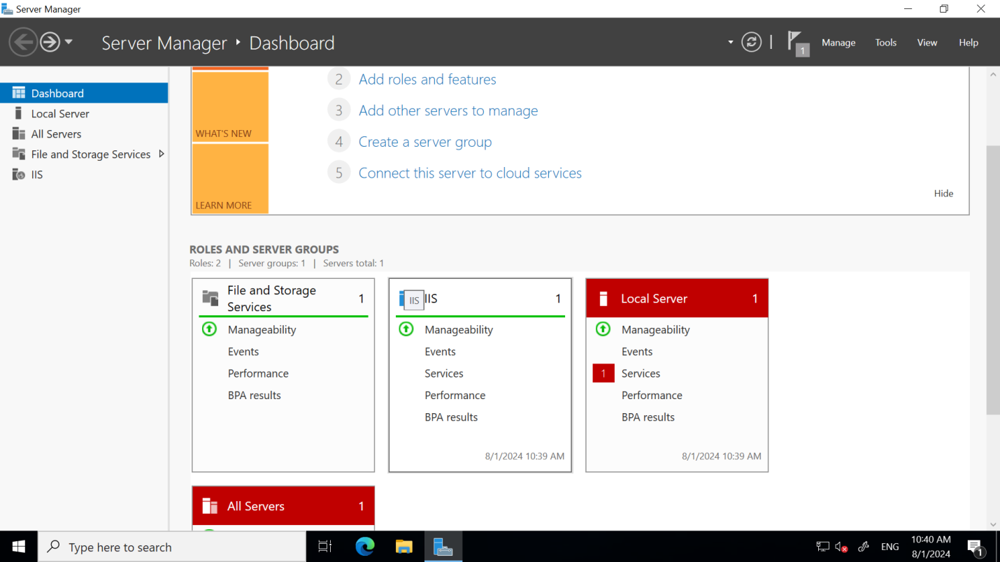 Server Manager
Server Manager
Dashboard
1
Manage
Tools
View
Help
Dashboard
Local Server
All Servers
File and Storage Services
IIS
WHAT'S NEW
LEARN MORE
2 Add roles and features
3 Add other servers to manage
4 Create a server group
5 Connect this server to cloud services
Hide
ROLES AND SERVER GROUPS
Roles: 2 | Server groups: 1 | Servers total: 1
File and Storage
Services
1
Manageability
Events
Performance
BPA results
IIS
IIS
1
Manageability
Events
Services
Performance
BPA results
8/1/2024 10:39 AM
Local Server
1
Manageability
Events
1 Services
Performance
BPA results
8/1/2024 10:39 AM
All Servers
1
Type here to search
ENG
10:40 AM
8/1/2024
1